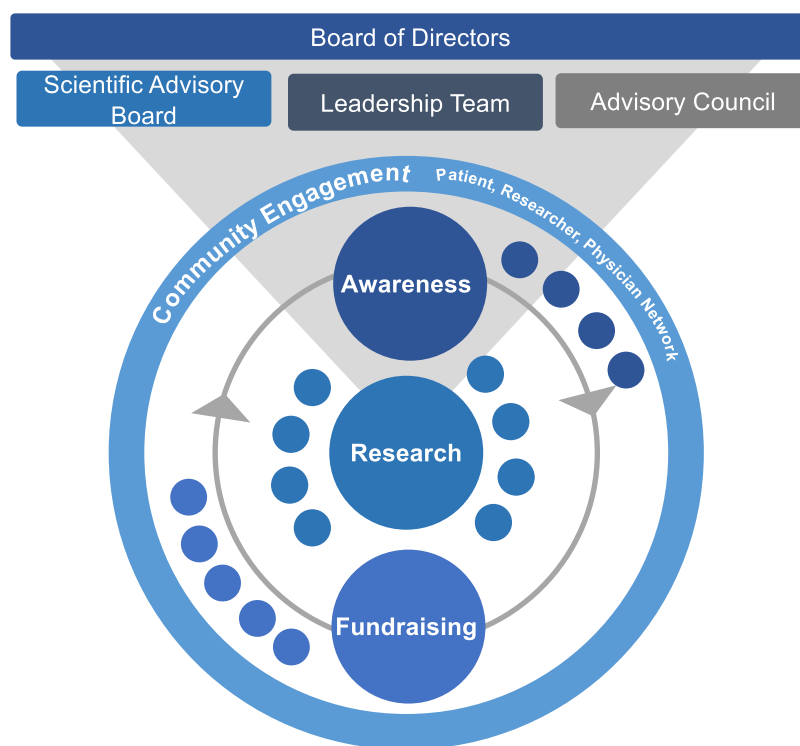 Board of Directors
Scientific Advisory
Board
Leadership Team
Advisory Council
Community Engagement
Patient, Researcher, Physician Network
Awareness
Research
Fundraising